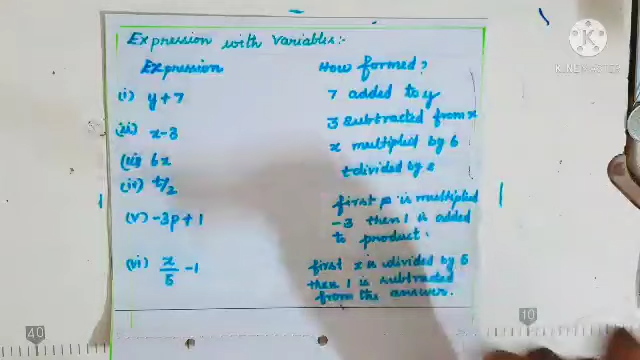 Expression with Variables:-
Expression How formed?
(i) y+7 7 added to y
(ii) x-3 3 subtracted from x
(iii) 6x x multiplied by 6
(iv) t/2 t divided by 2
(v) -3p+1 first p is multiplied
-3 then 1 is added
to product.
(vi) x/5 -1 first x is divided by 5
then 1 is subtracted
from the answer.
KINEMASTER
40
10